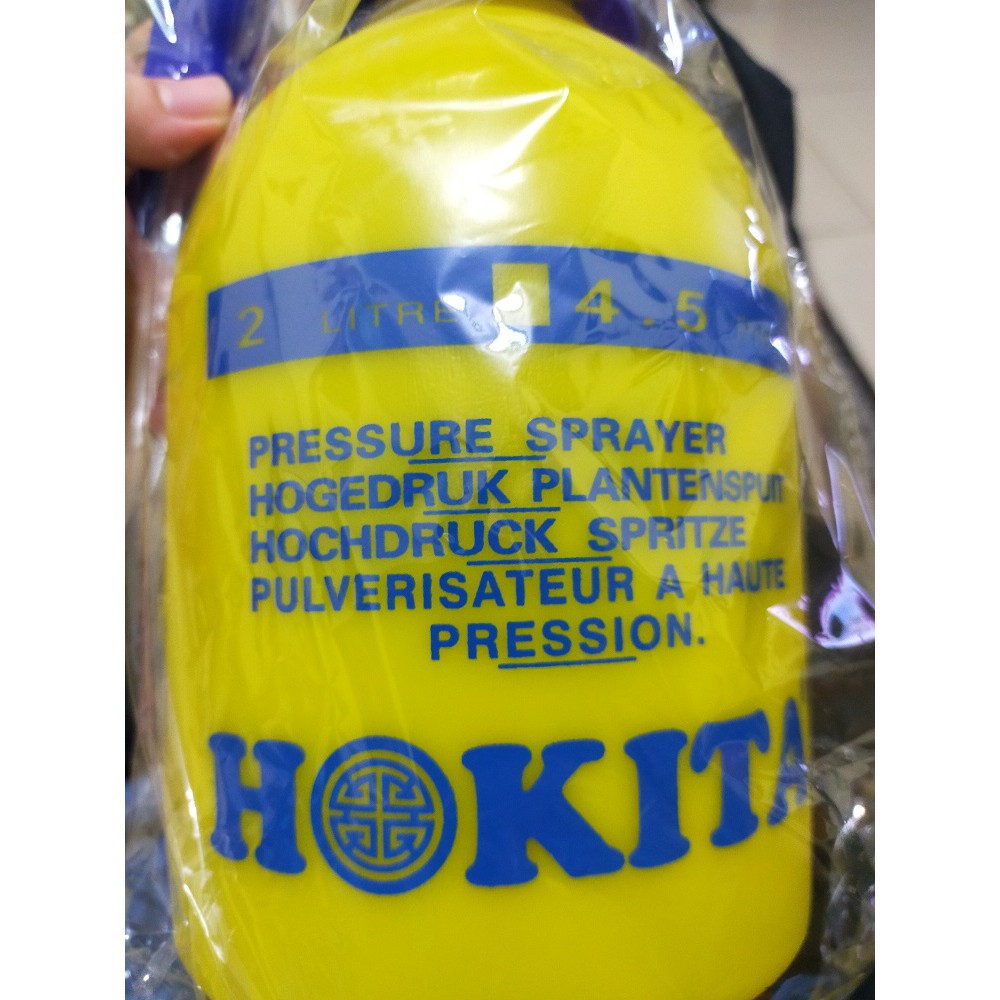 2 LITRE 4.5
PRESSURE SPRAYER
HOGEDRUK PLANTENSPUIT
HOCHDRUCK SPRITZE
PULVERISATEUR A HAUTE
PRESSION.
HOKITA